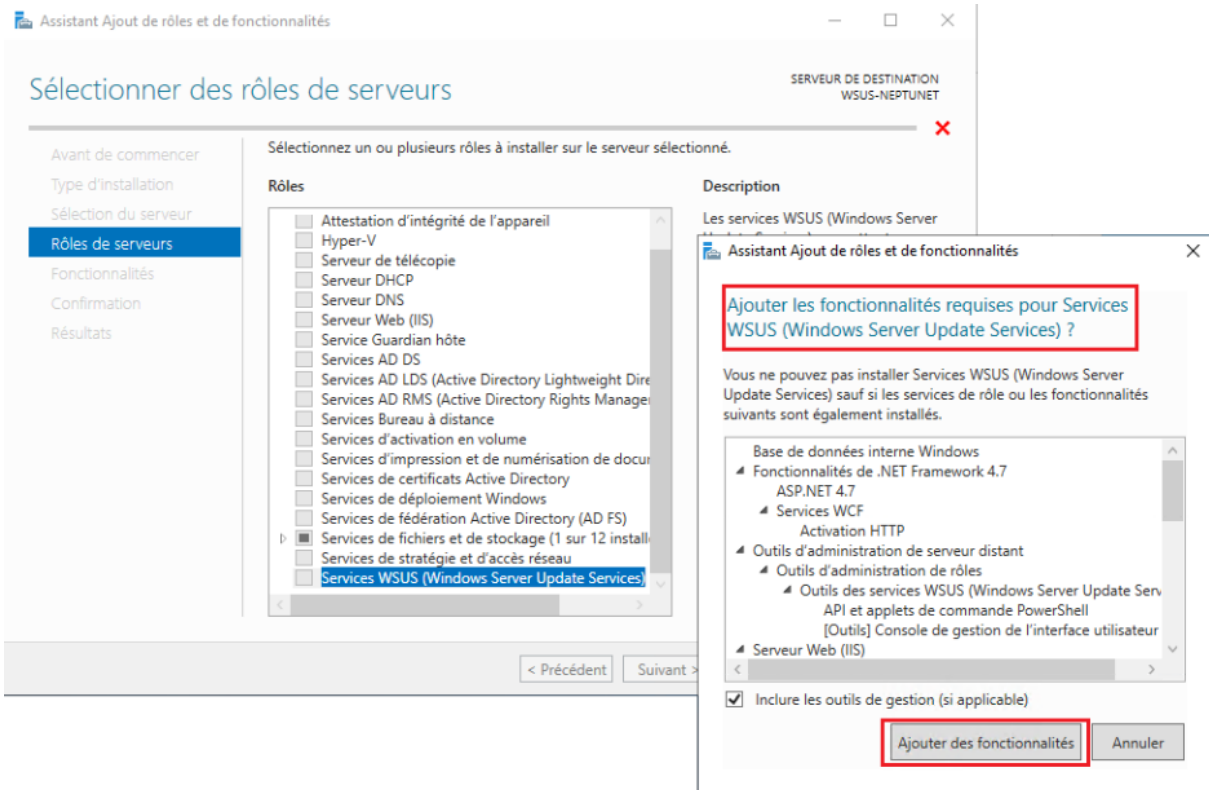 Assistant Ajout de rôles et de fonctionnalités
Sélectionner des rôles de serveurs
SERVEUR DE DESTINATION
WSUS-NEPTUNET
Avant de commencer
Type d'installation
Sélection du serveur
Rôles de serveurs
Fonctionnalités
Confirmation
Résultats
Sélectionnez un ou plusieurs rôles à installer sur le serveur sélectionné.
Rôles
Attestation d'intégrité de l'appareil
Hyper-V
Serveur de télécopie
Serveur DHCP
Serveur DNS
Serveur Web (IIS)
Service Guardian hôte
Services AD DS
Services AD LDS (Active Directory Lightweight Dire
Services AD RMS (Active Directory Rights Manage
Services Bureau à distance
Services d'activation en volume
Services d'impression et de numérisation de docu
Services de certificats Active Directory
Services de déploiement Windows
Services de fédération Active Directory (AD FS)
Services de fichiers et de stockage (1 sur 12 install
Services de stratégie et d'accès réseau
Services WSUS (Windows Server Update Services)
Description
Les services WSUS (Windows Server
< Précédent
Suivant >
Assistant Ajout de rôles et de fonctionnalités
Ajouter les fonctionnalités requises pour Services
WSUS (Windows Server Update Services) ?
Vous ne pouvez pas installer Services WSUS (Windows Server
Update Services) sauf si les services de rôle ou les fonctionnalités
suivants sont également installés.
Base de données interne Windows
Fonctionnalités de .NET Framework 4.7
ASP.NET 4.7
Services WCF
Activation HTTP
Outils d'administration de serveur distant
Outils d'administration de rôles
Outils des services WSUS (Windows Server Update Serv
API et applets de commande PowerShell
[Outils] Console de gestion de l'interface utilisateur
Serveur Web (IIS)
Inclure les outils de gestion (si applicable)
Ajouter des fonctionnalités
Annuler